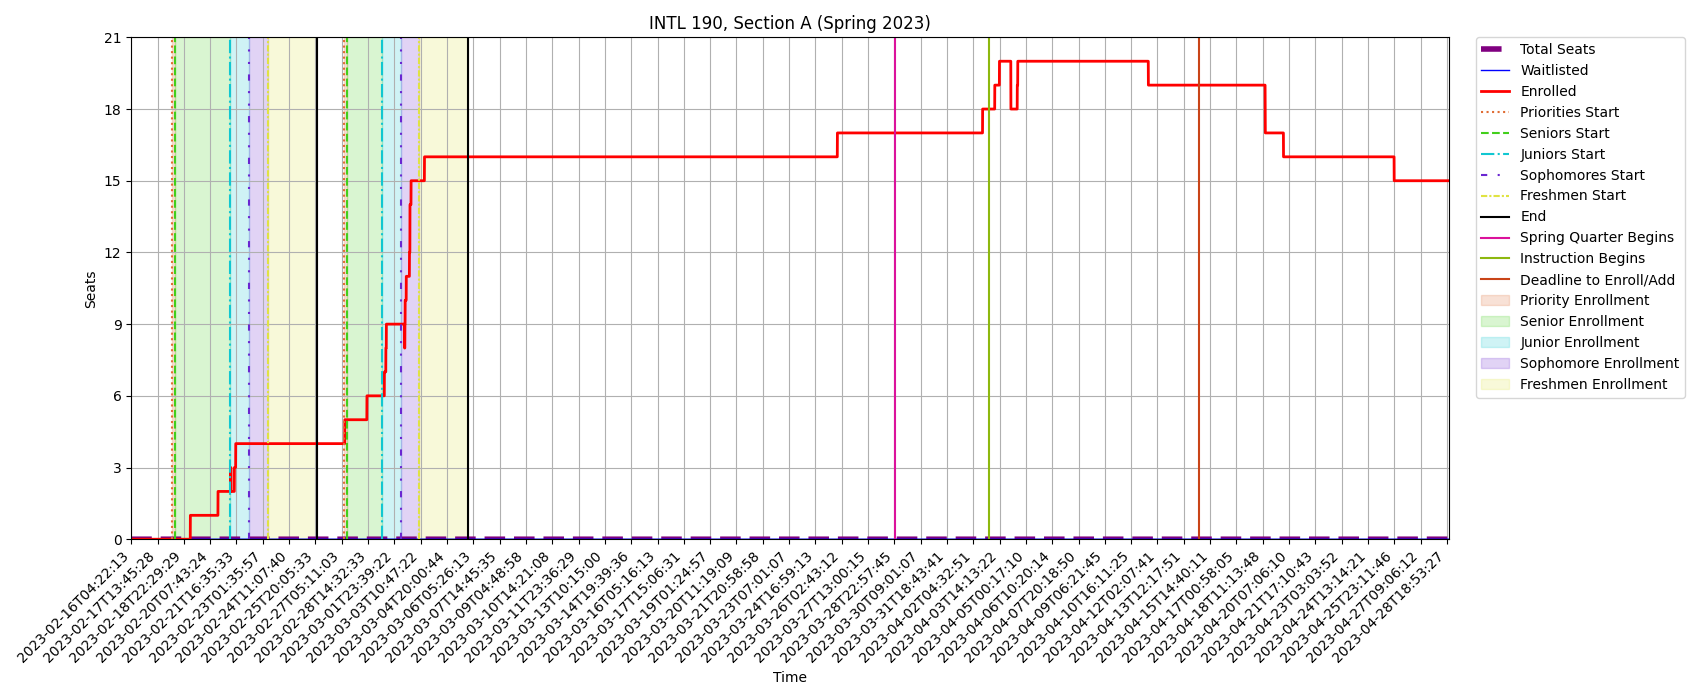 INTL 190, Section A (Spring 2023)
21
18
15
12
9
6
3
0
Seats
2023-02-16T04:22:13
2023-02-17T13:45:28
2023-02-18T22:29:29
2023-02-20T07:43:24
2023-02-21T16:35:33
2023-02-23T01:35:57
2023-02-24T11:07:40
2023-02-25T20:05:33
2023-02-27T05:11:03
2023-02-28T14:32:33
2023-03-01T23:39:22
2023-03-03T10:47:22
2023-03-04T20:00:44
2023-03-06T05:26:13
2023-03-07T14:45:35
2023-03-09T04:48:58
2023-03-10T14:21:08
2023-03-11T23:36:29
2023-03-13T10:15:00
2023-03-14T19:39:36
2023-03-16T05:16:13
2023-03-17T15:06:31
2023-03-19T01:24:57
2023-03-20T11:19:09
2023-03-21T20:58:58
2023-03-23T07:01:07
2023-03-24T16:59:13
2023-03-26T02:43:12
2023-03-27T13:00:15
2023-03-28T22:57:45
2023-03-30T09:01:07
2023-03-31T18:43:41
2023-04-02T04:32:51
2023-04-03T14:13:22
2023-04-05T00:17:10
2023-04-06T10:20:14
2023-04-07T20:18:50
2023-04-09T06:21:45
2023-04-10T16:11:25
2023-04-12T02:07:41
2023-04-13T12:17:51
2023-04-15T14:40:11
2023-04-17T00:58:05
2023-04-18T11:13:48
2023-04-20T07:06:10
2023-04-21T17:10:43
2023-04-23T03:03:52
2023-04-24T13:14:21
2023-04-25T23:11:46
2023-04-27T09:06:12
2023-04-28T18:53:27
Time
Total Seats
Waitlisted
Enrolled
Priorities Start
Seniors Start
Juniors Start
Sophomores Start
Freshmen Start
End
Spring Quarter Begins
Instruction Begins
Deadline to Enroll/Add
Priority Enrollment
Senior Enrollment
Junior Enrollment
Sophomore Enrollment
Freshmen Enrollment